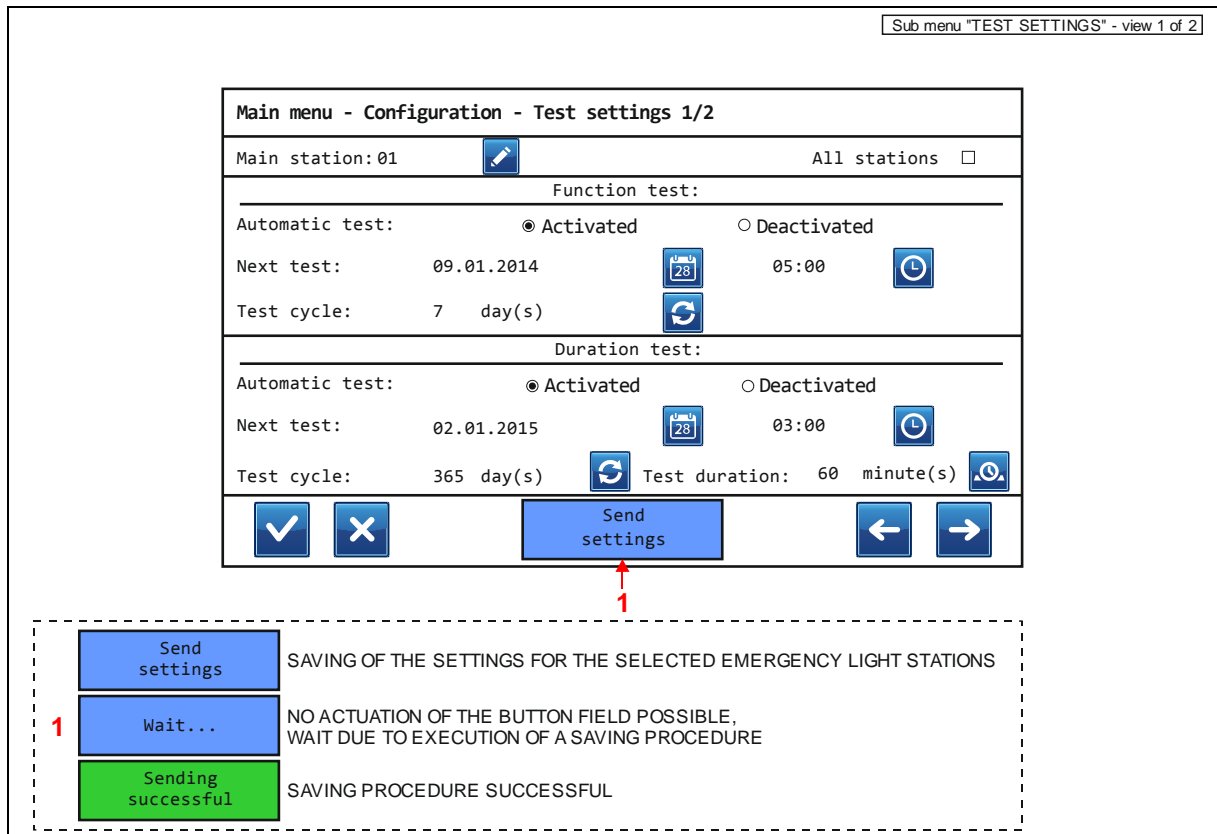 Sub menu "TEST SETTINGS" - view 1 of 2
Main menu - Configuration - Test settings 1/2
Main station: 01 All stations
Function test:
Automatic test: Activated Deactivated
Next test: 09.01.2014 28 05:00
Test cycle: 7 day(s)
Duration test:
Automatic test: Activated Deactivated
Next test: 02.01.2015 28 03:00
Test cycle: 365 day(s) Test duration: 60 minute(s)
Send
settings
1
1
Send
settings
SAVING OF THE SETTINGS FOR THE SELECTED EMERGENCY LIGHT STATIONS
Wait...
NO ACTUATION OF THE BUTTON FIELD POSSIBLE,
WAIT DUE TO EXECUTION OF A SAVING PROCEDURE
Sending
successful
SAVING PROCEDURE SUCCESSFUL